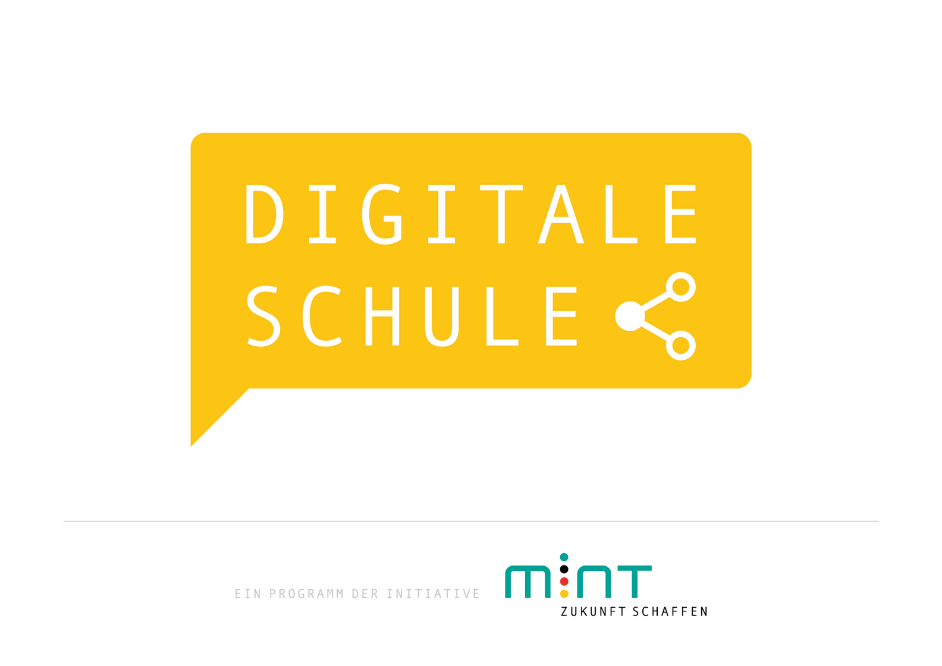 DIGITALE
SCHULE
EIN PROGRAMM DER INITIATIVE
mint
ZUKUNFT SCHAFFEN